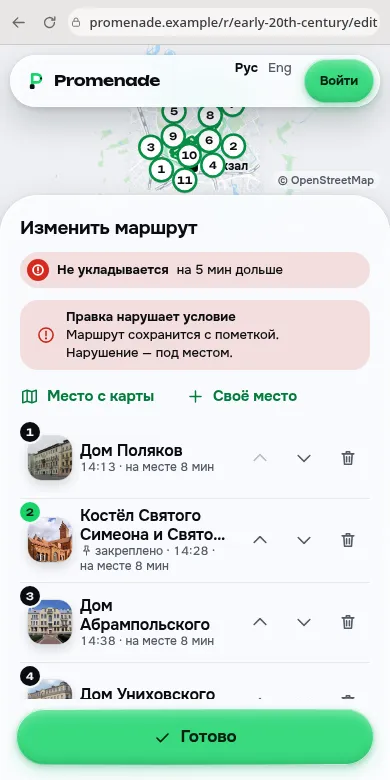 promenade.example/r/early-20th-century/edit
Promenade
Рус Eng
Войти
5
8
9
6
3
2
10
4
кзал
1
11
© OpenStreetMap
Изменить маршрут
Не укладывается на 5 мин дольше
Правка нарушает условие
Маршрут сохранится с пометкой.
Нарушение — под местом.
Место с карты
Своё место
1
Дом Поляков
14:13 · на месте 8 мин
2
Костёл Святого
Симеона и Свято...
закреплено · 14:28 ·
на месте 8 мин
3
Дом
Абрампольского
14:38 · на месте 8 мин
4
Дом Униховского
Готово